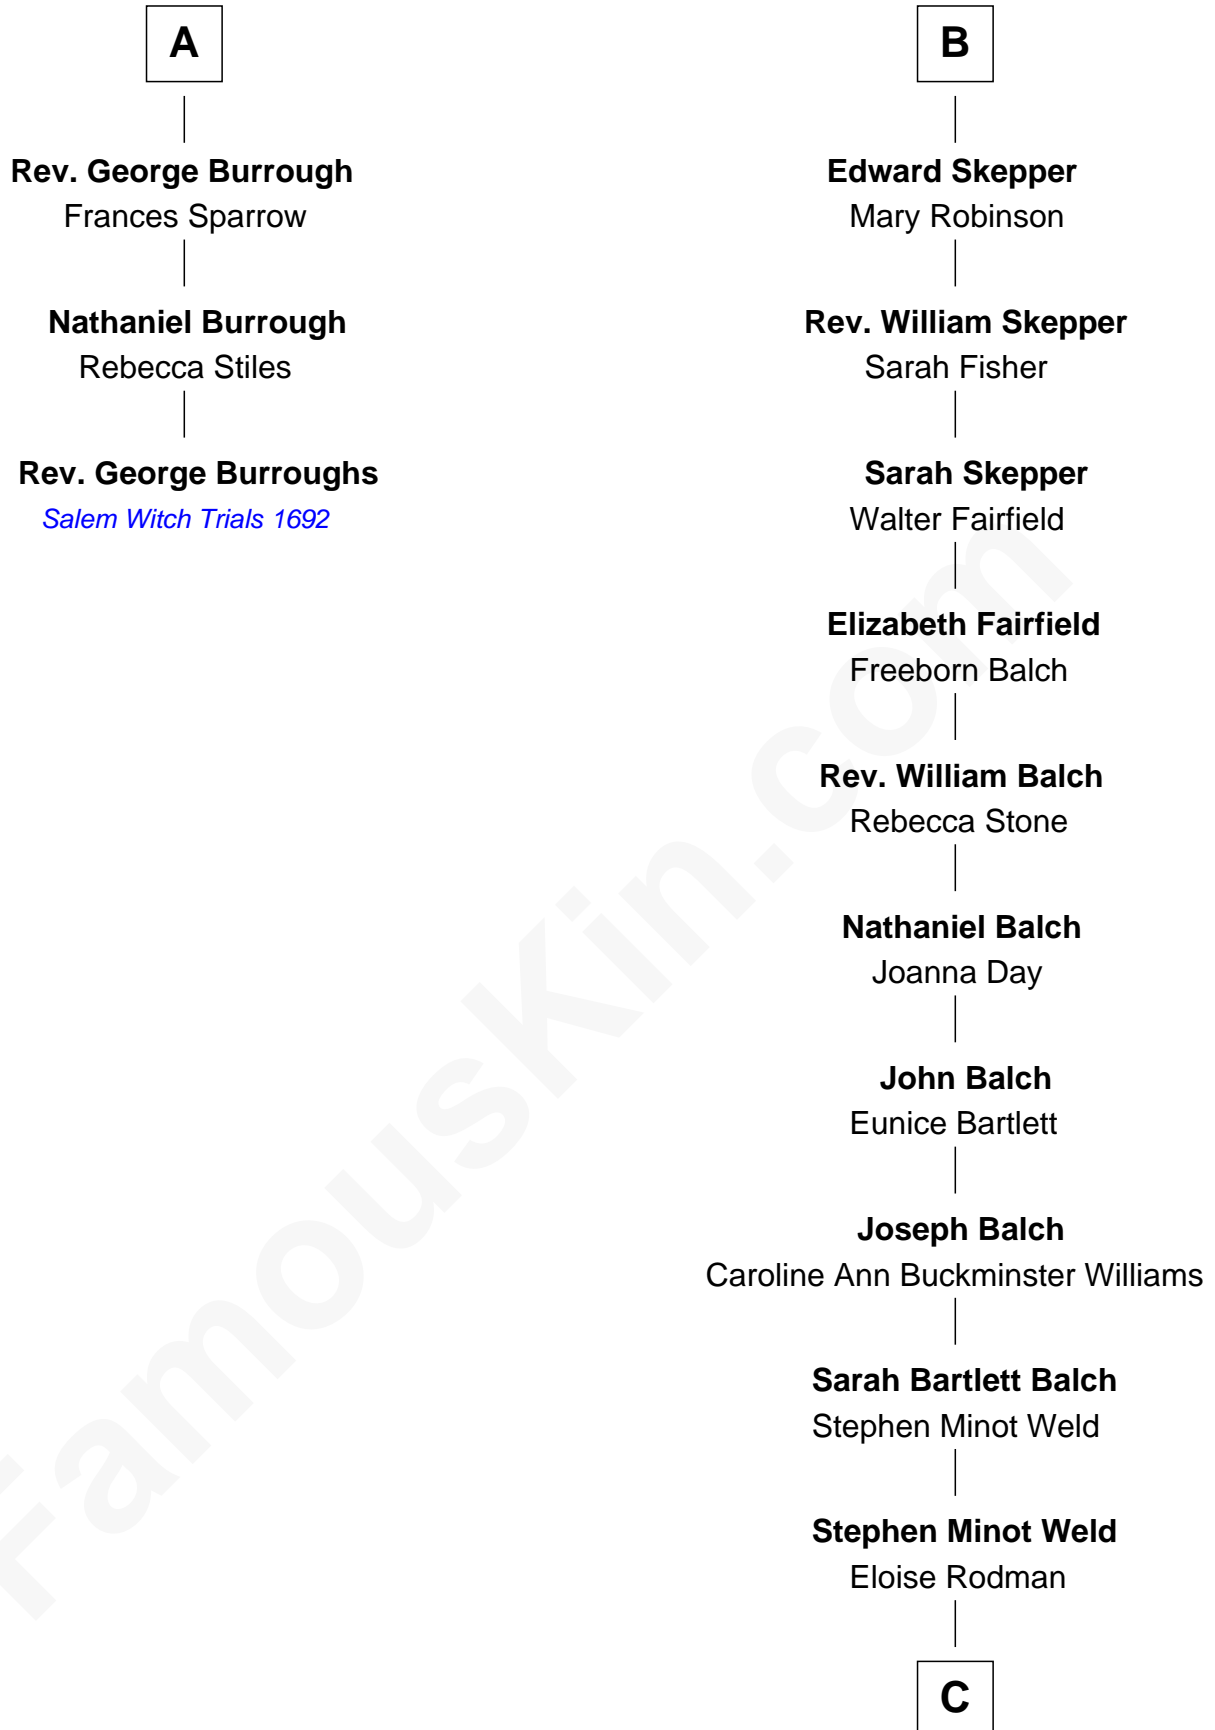 A
Rev. George Burrough
Frances Sparrow
Nathaniel Burrough
Rebecca Stiles
Rev. George Burroughs
Salem Witch Trials 1692
B
Edward Skepper
Mary Robinson
Rev. William Skepper
Sarah Fisher
Sarah Skepper
Walter Fairfield
Elizabeth Fairfield
Freeborn Balch
Rev. William Balch
Rebecca Stone
Nathaniel Balch
Joanna Day
John Balch
Eunice Bartlett
Joseph Balch
Caroline Ann Buckminster Williams
Sarah Bartlett Balch
Stephen Minot Weld
Stephen Minot Weld
Eloise Rodman
C
FamousKin.com